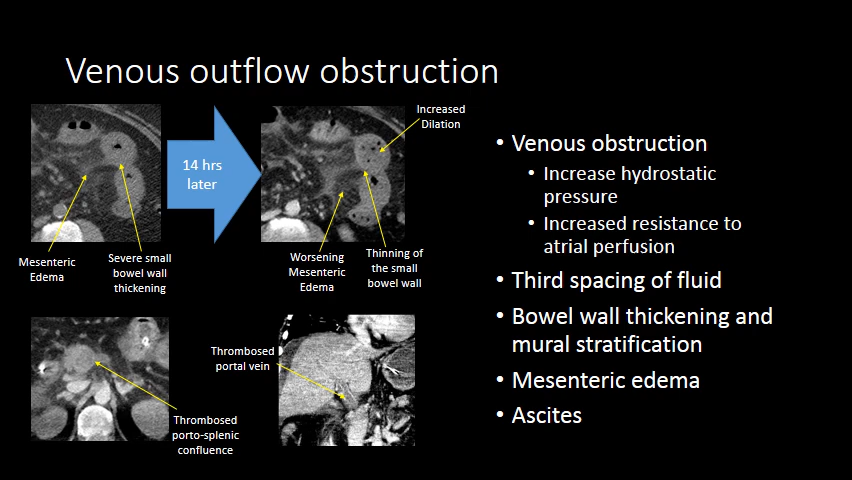 Venous outflow obstruction
Increased
Dilation
14 hrs
later
Mesenteric
Edema
Severe small
bowel wall
thickening
Worsening
Mesenteric
Edema
Thinning of
the small
bowel wall
Thrombosed
portal vein
Thrombosed
porto-splenic
confluence
• Venous obstruction
• Increase hydrostatic
pressure
• Increased resistance to
atrial perfusion
• Third spacing of fluid
• Bowel wall thickening and
mural stratification
• Mesenteric edema
• Ascites